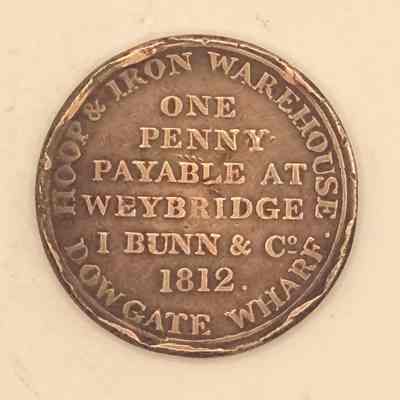 HOOP & IRON WAREHOUSE
ONE
PENNY
PAYABLE AT
WEYBRIDGE
I BUNN & Cº
1812.
DOWGATE WHARF.